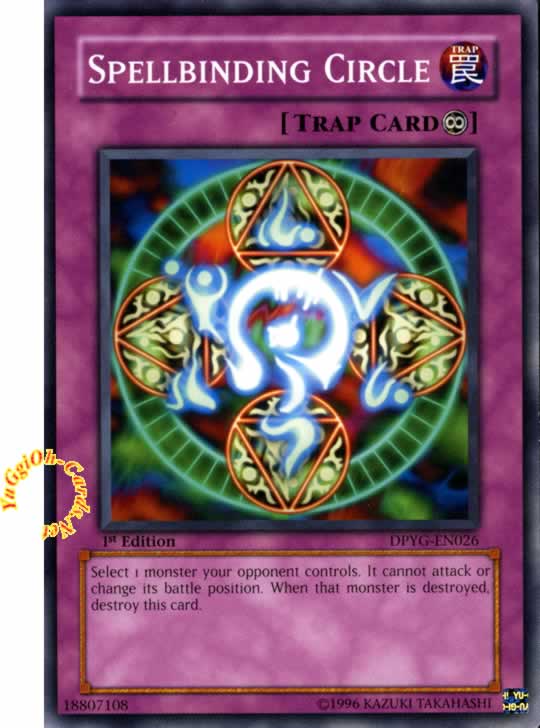 SPELLBINDING CIRCLE
TRAP
罠
[TRAP CARD∞]
YuGgiOh-Cards.Net
1st Edition
DPYG-EN026
Select 1 monster your opponent controls. It cannot attack or
change its battle position. When that monster is destroyed,
destroy this card.
18807108
©1996 KAZUKI TAKAHASHI